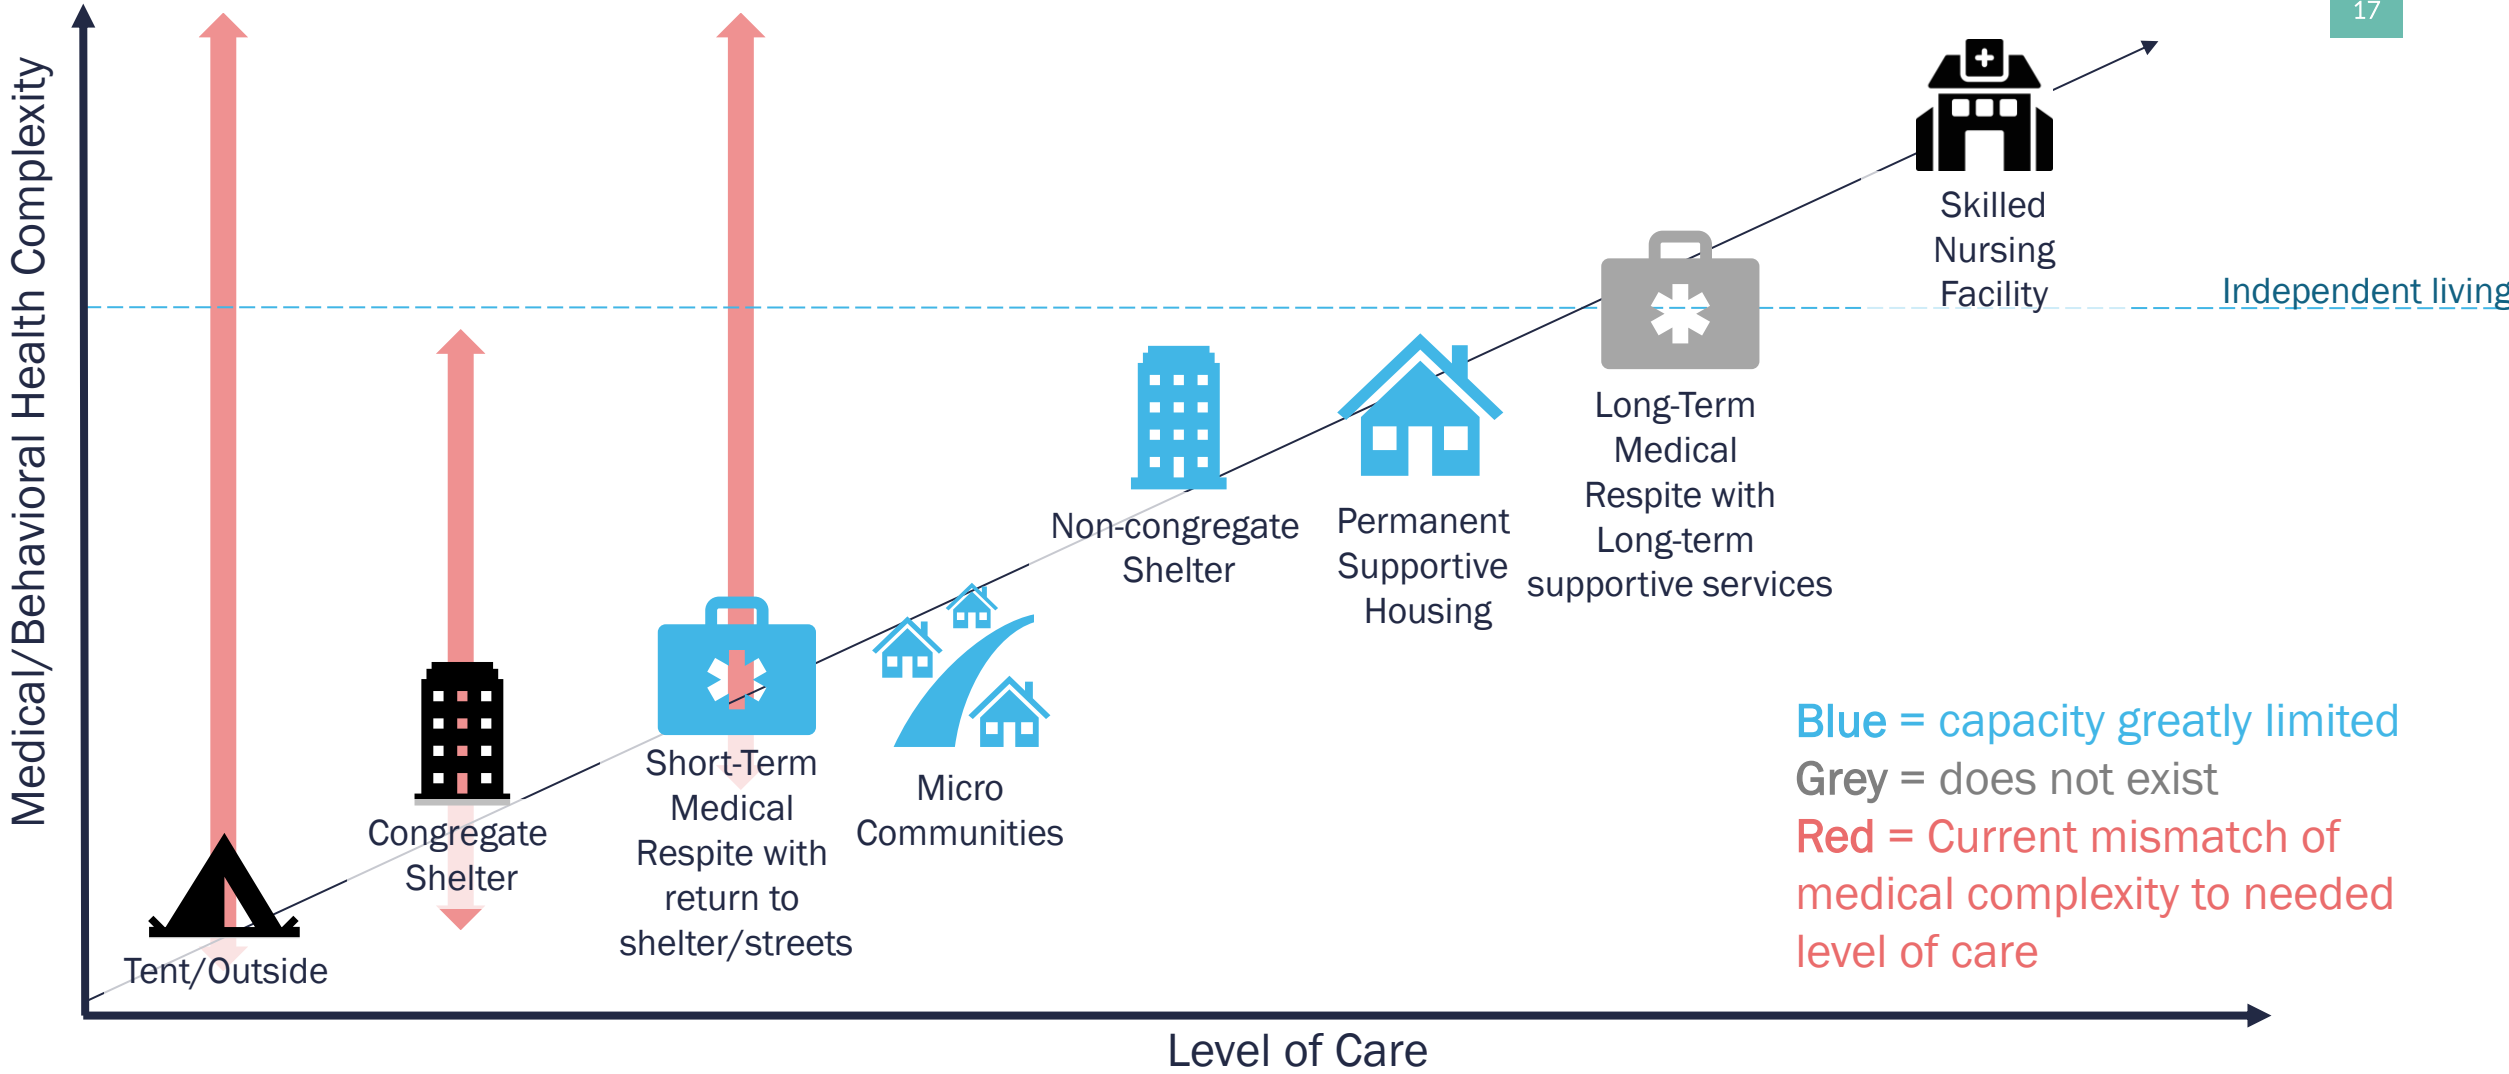 17
Medical/Behavioral Health Complexity
Skilled
Nursing
Facility
Independent living
Long-Term
Medical
Respite with
Long-term
supportive services
Permanent
Supportive
Housing
Non-congregate
Shelter
Micro
Communities
Short-Term
Medical
Respite with
return to
shelter/streets
Congregate
Shelter
Tent/Outside
Blue = capacity greatly limited
Grey = does not exist
Red = Current mismatch of
medical complexity to needed
level of care
Level of Care